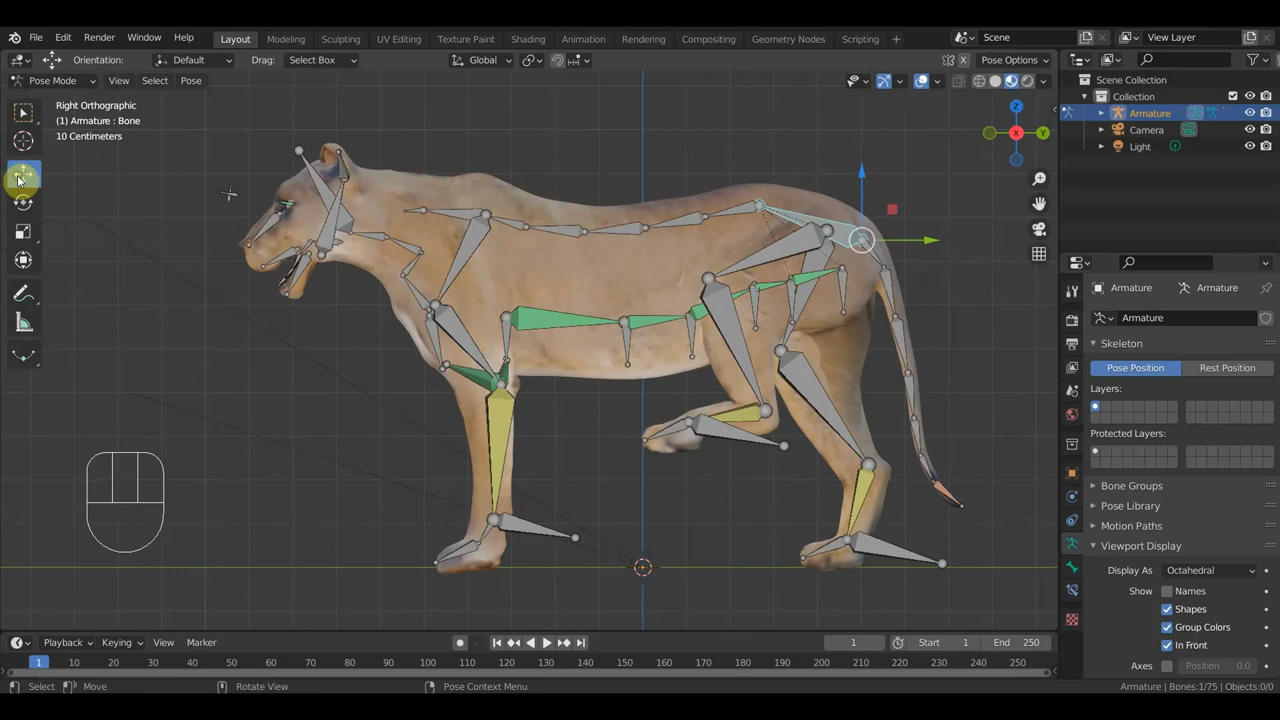 File Edit Render Window Help Layout Modeling Sculpting UV Editing Texture Paint Shading Animation Rendering Compositing Geometry Nodes Scripting + Scene View Layer
Orientation: Default Drag: Select Box Global X Pose Options
Pose Mode View Select Pose
Right Orthographic
(1) Armature : Bone
10 Centimeters
Z
Y
X
Scene Collection
Collection
Armature
Camera
Light
Armature Armature
Armature
Skeleton
Pose Position Rest Position
Layers:
Protected Layers:
Bone Groups
Pose Library
Motion Paths
Viewport Display
Display As Octahedral
Show Names
Shapes
Group Colors
In Front
Axes Position 0.0
Playback Keying View Marker 1 Start 1 End 250
1 10 20 30 40 50 60 70 80 90 100 110 120 130 140 150 160 170 180 190 200 210 220 230 240 250
Select Move Rotate View Pose Context Menu Armature | Bones:1/75 | Objects:0/0